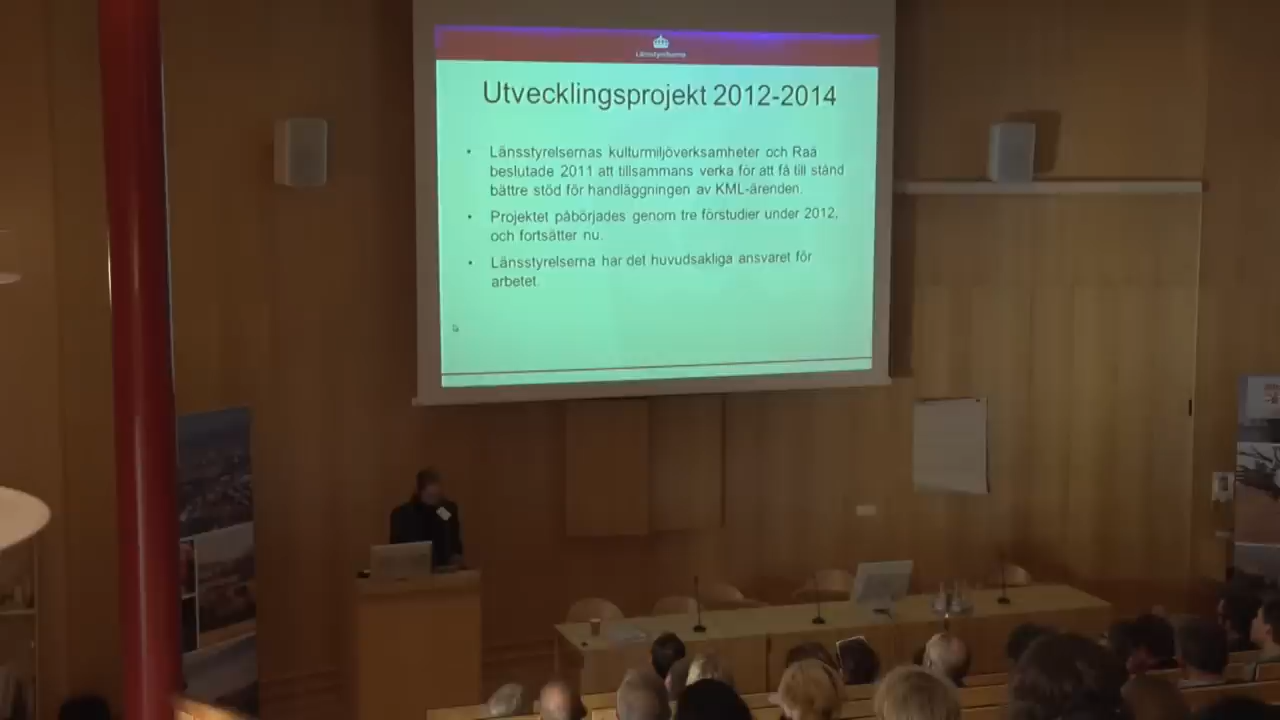 Länsstyrelserna
Utvecklingsprojekt 2012-2014
• Länsstyrelsernas kulturmiljöverksamheter och Raä
beslutade 2011 att tillsammans verka för att få till stånd
bättre stöd för handläggningen av KML-ärenden.
• Projektet påbörjades genom tre förstudier under 2012,
och fortsätter nu.
• Länsstyrelserna har det huvudsakliga ansvaret för
arbetet.